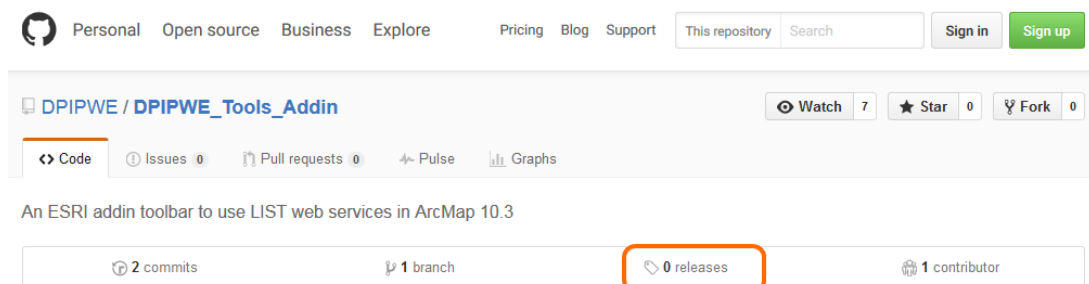 Personal Open source Business Explore Pricing Blog Support This repository Search Sign in Sign up
DPIPWE / DPIPWE_Tools_Addin Watch 7 Star 0 Fork 0
Code Issues 0 Pull requests 0 Pulse Graphs
An ESRI addin toolbar to use LIST web services in ArcMap 10.3
2 commits 1 branch 0 releases 1 contributor